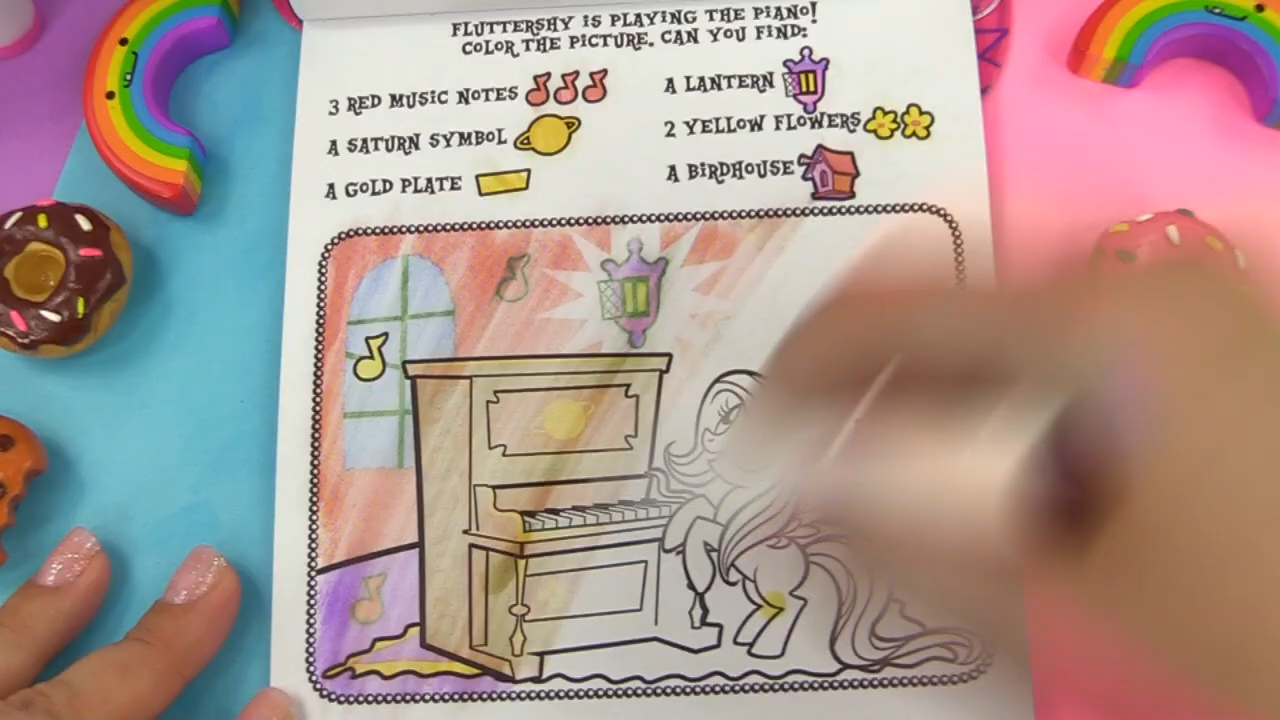 FLUTTERSHY iS PLAYiNG THE PiANO!
COLOR THE PiCTURE. CAN YOU FiND:
3 RED MUSiC NOTES
A LANTERN
A SATURN SYMBOL
2 YELLOW FLOWERS
A GOLD PLATE
A BiRDHOUSE